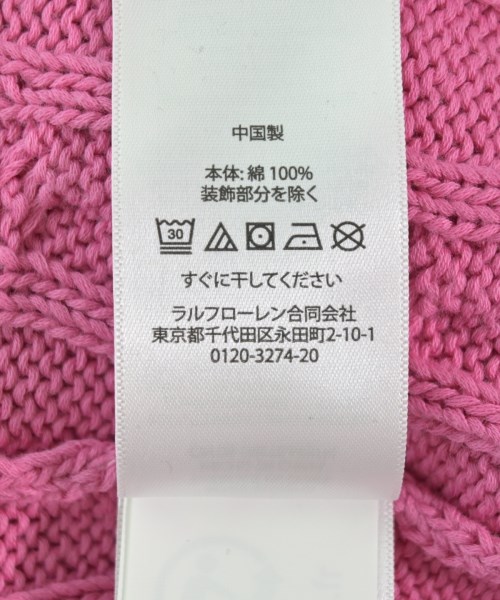 中国製
本体: 綿 100%
装飾部分を除く
30
すぐに干してください
ラルフローレン合同会社
東京都千代田区永田町2-10-1
0120-3274-20